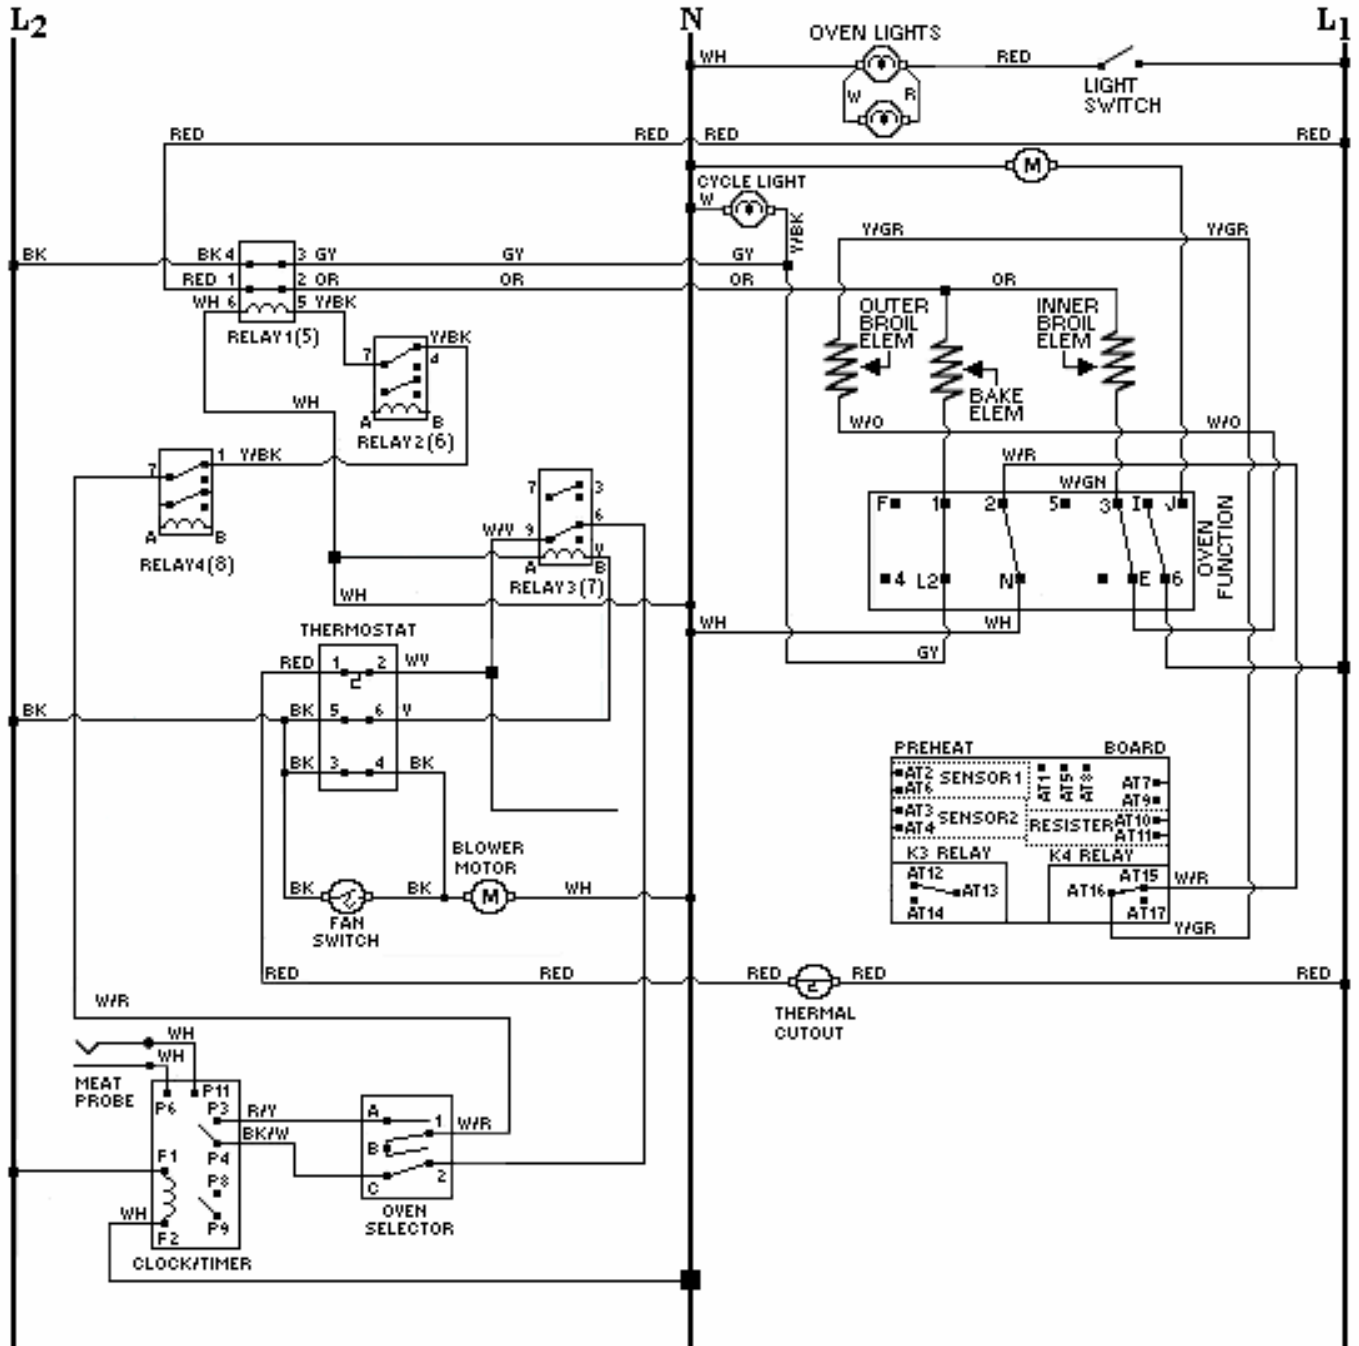 L2 N L1
OVEN LIGHTS
WH RED
LIGHT
SWITCH
W R
RED RED RED RED
M
CYCLE LIGHT
W
Y/BK
Y/GR Y/GR
BK BK 4 3 GY GY GY
RED 1 2 OR OR OR OR
WH 6 5 Y/BK
RELAY1(5)
OUTER
BROIL
ELEM
INNER
BROIL
ELEM
BAKE
ELEM
7 Y/BK
4
A B
RELAY2(6)
WH
W/O W/O
7 1 Y/BK
A B
RELAY4(8)
W/R
W/GN
7 3
W/V 9 6
V
A B
RELAY3(7)
F 1 2 5 3 I J
4 L2 N E 6
OVEN
FUNCTION
WH
WH WH
GY
THERMOSTAT
RED 1 2 WV
BK BK 5 6 V
BK 3 4 BK
PREHEAT BOARD
AT2 SENSOR1
AT6
AT1 AT5 AT8
AT7
AT9
AT3 SENSOR2
AT4
RESISTER AT10
AT11
K3 RELAY K4 RELAY
AT12
AT13
AT14
AT15 W/R
AT16
AT17
Y/GR
BLOWER
MOTOR
BK BK M WH
FAN
SWITCH
RED RED RED RED RED
THERMAL
CUTOUT
W/R
WH
WH
MEAT
PROBE
P11
P6 P3 R/Y
BK/W
F1 P4
P8
WH P9
F2
CLOCK/TIMER
A 1 W/R
B
C 2
OVEN
SELECTOR